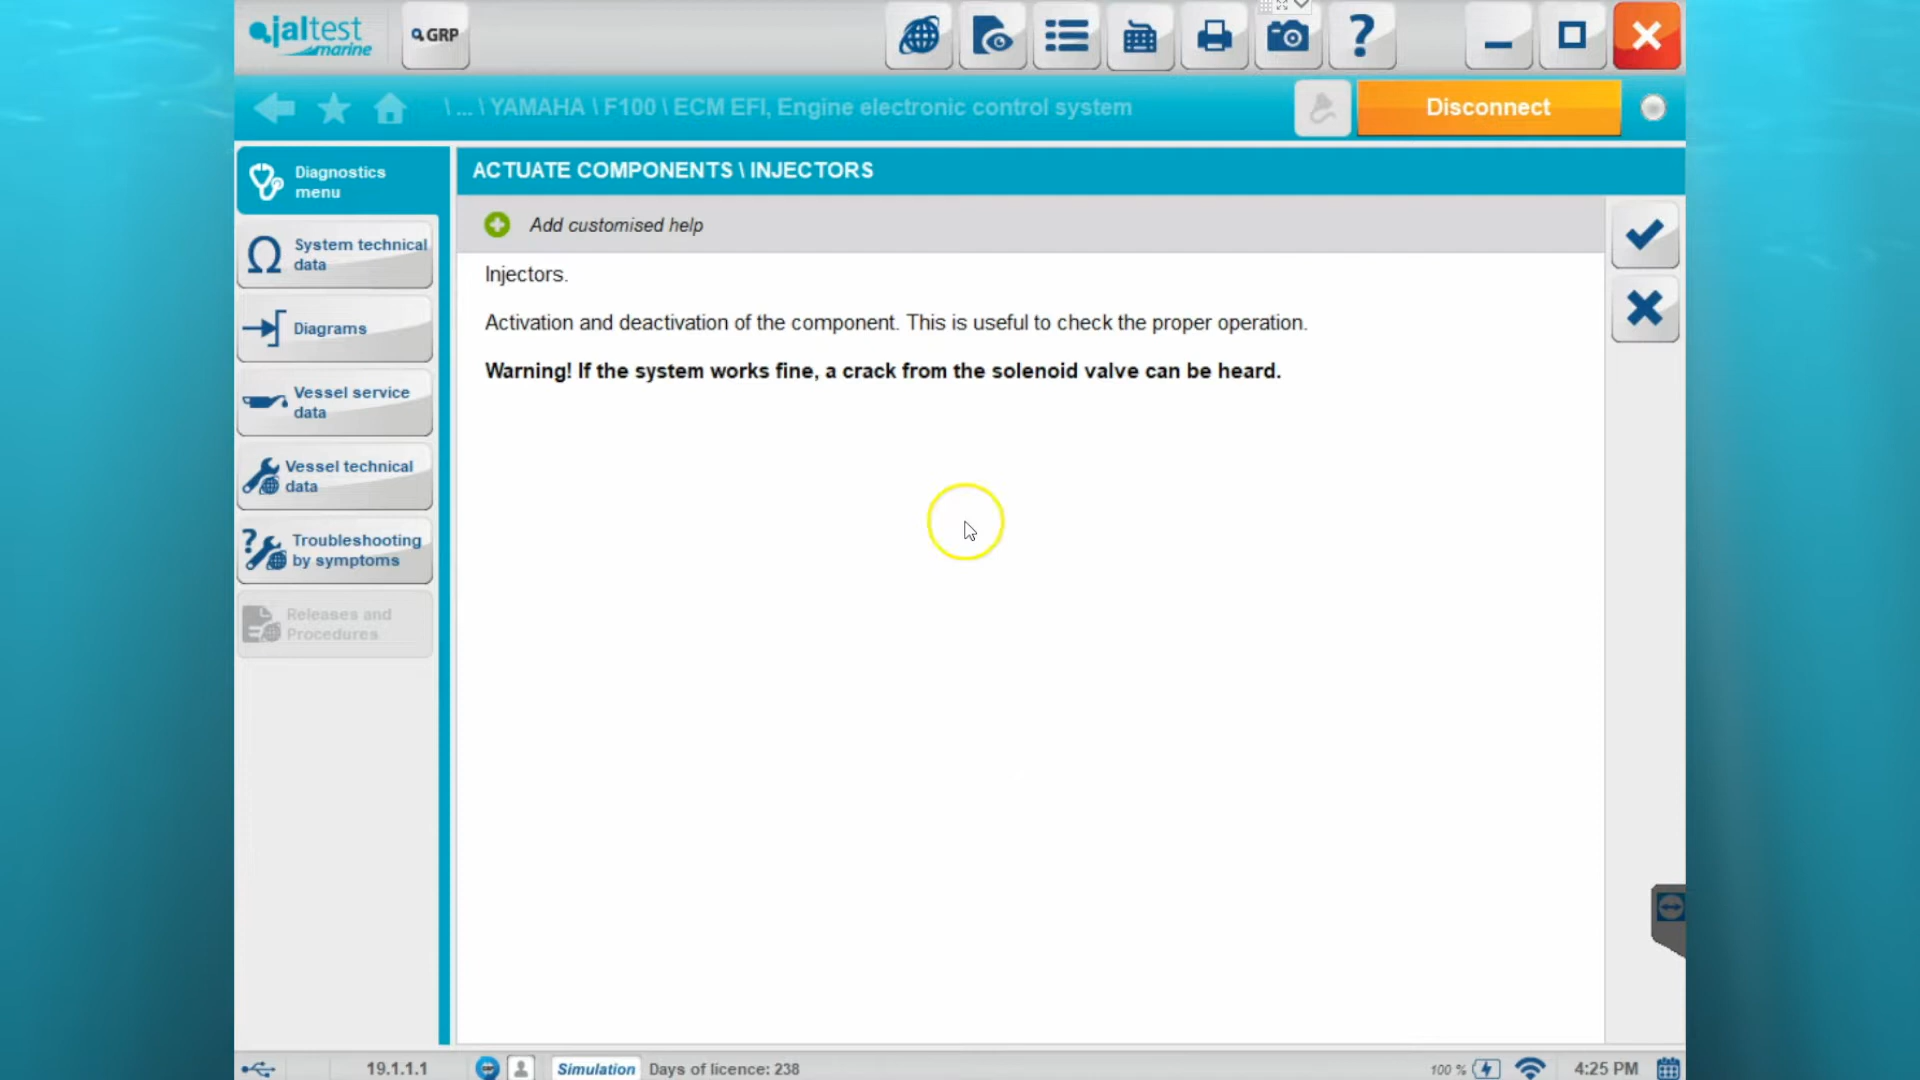 jaltest
marine
GRP
?
\ ... \ YAMAHA \ F100 \ ECM EFI, Engine electronic control system
Disconnect
Diagnostics
menu
System technical
data
Diagrams
Vessel service
data
Vessel technical
data
Troubleshooting
by symptoms
Releases and
Procedures
ACTUATE COMPONENTS \ INJECTORS
Add customised help
Injectors.
Activation and deactivation of the component. This is useful to check the proper operation.
Warning! If the system works fine, a crack from the solenoid valve can be heard.
19.1.1.1
Simulation
Days of licence: 238
100 %
4:25 PM